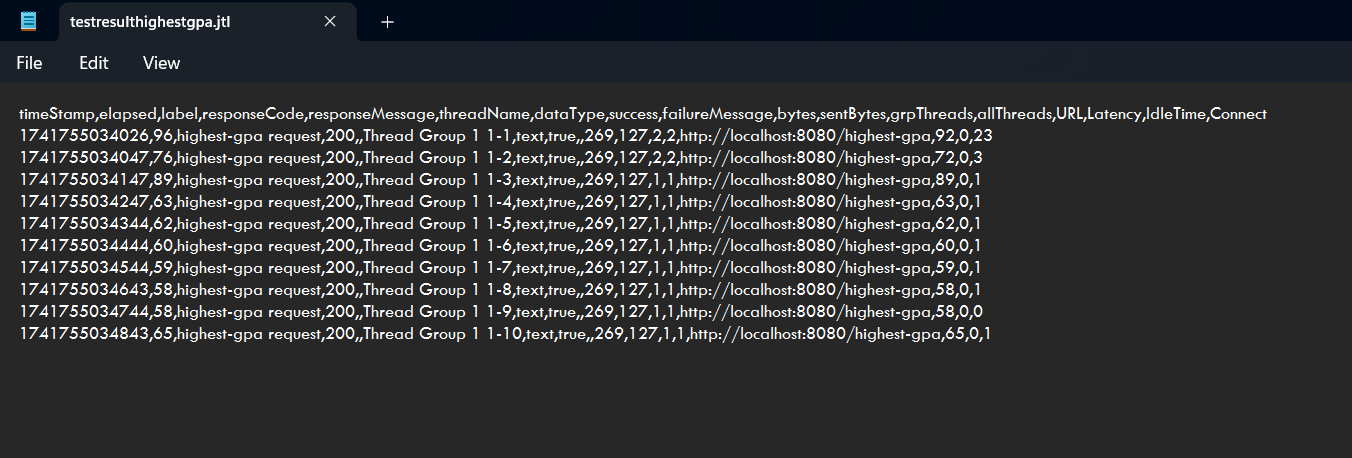 testresulthighestgpa.jtl
File Edit View
timeStamp,elapsed,label,responseCode,responseMessage,threadName,dataType,success,failureMessage,bytes,sentBytes,grpThreads,allThreads,URL,Latency,IdleTime,Connect
1741755034026,96,highest-gpa request,200,,Thread Group 1 1-1,text,true,,269,127,2,2,http://localhost:8080/highest-gpa,92,0,23
1741755034047,76,highest-gpa request,200,,Thread Group 1 1-2,text,true,,269,127,2,2,http://localhost:8080/highest-gpa,72,0,3
1741755034147,89,highest-gpa request,200,,Thread Group 1 1-3,text,true,,269,127,1,1,http://localhost:8080/highest-gpa,89,0,1
1741755034247,63,highest-gpa request,200,,Thread Group 1 1-4,text,true,,269,127,1,1,http://localhost:8080/highest-gpa,63,0,1
1741755034344,62,highest-gpa request,200,,Thread Group 1 1-5,text,true,,269,127,1,1,http://localhost:8080/highest-gpa,62,0,1
1741755034444,60,highest-gpa request,200,,Thread Group 1 1-6,text,true,,269,127,1,1,http://localhost:8080/highest-gpa,60,0,1
1741755034544,59,highest-gpa request,200,,Thread Group 1 1-7,text,true,,269,127,1,1,http://localhost:8080/highest-gpa,59,0,1
1741755034643,58,highest-gpa request,200,,Thread Group 1 1-8,text,true,,269,127,1,1,http://localhost:8080/highest-gpa,58,0,1
1741755034744,58,highest-gpa request,200,,Thread Group 1 1-9,text,true,,269,127,1,1,http://localhost:8080/highest-gpa,58,0,0
1741755034843,65,highest-gpa request,200,,Thread Group 1 1-10,text,true,,269,127,1,1,http://localhost:8080/highest-gpa,65,0,1